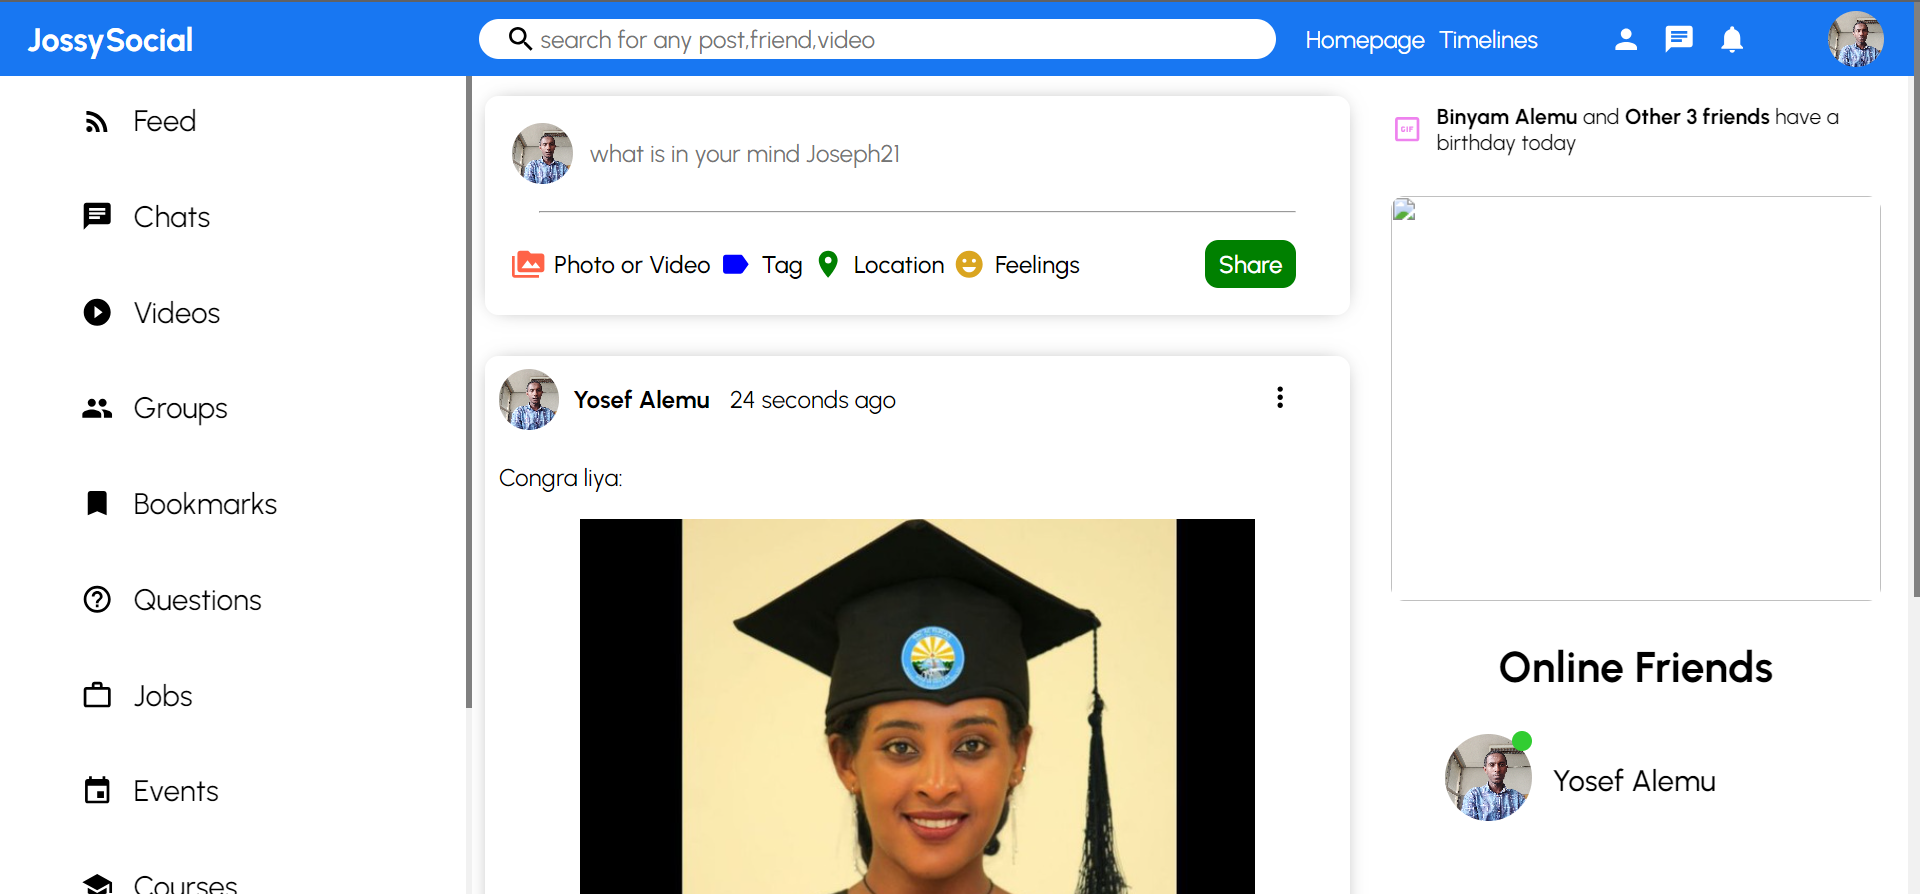 JossySocial
search for any post,friend,video
Homepage Timelines
Feed
Chats
Videos
Groups
Bookmarks
Questions
Jobs
Events
Courses
what is in your mind Joseph21
Photo or Video Tag Location Feelings Share
Yosef Alemu 24 seconds ago
Congra liya:
GIF
Binyam Alemu and Other 3 friends have a
birthday today
Online Friends
Yosef Alemu